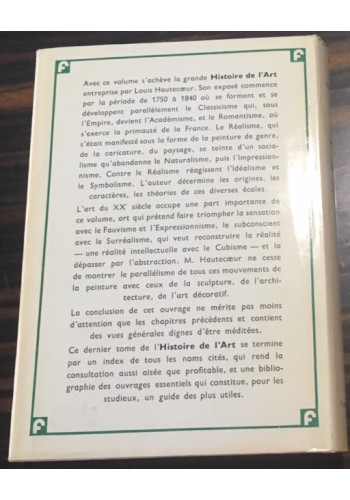 F F
Avec ce volume s'achève la grande Histoire de l'Art
entreprise par Louis Hautecœur. Son exposé commence
par la période de 1750 à 1840 où se forment et se
développent parallèlement le Classicisme qui, sous
l'Empire, devient l'Académisme, et le Romantisme, où
s'exerce la primauté de la France. Le Réalisme, qui
s'était manifesté sous la forme de la peinture de genre,
de la caricature, du paysage, se teinte d'un socia-
lisme qu'abandonne le Naturalisme, puis l'Impression-
nisme. Contre le Réalisme réagissent l'Idéalisme et
le Symbolisme. L'auteur détermine les origines, les
caractères, les théories de ces diverses écoles.
L'art du XXe siècle occupe une part importante de
ce volume, art qui prétend faire triompher la sensation
avec le Fauvisme et l'Expressionnisme, le subconscient
avec le Surréalisme, qui veut reconstruire la réalité
— une réalité intellectuelle avec le Cubisme — et la
dépasser par l'abstraction. M. Hautecœur ne cesse
de montrer le parallélisme de tous ces mouvements de
la peinture avec ceux de la sculpture, de l'archi-
tecture, de l'art décoratif.
La conclusion de cet ouvrage ne mérite pas moins
d'attention que les chapitres précédents et contient
des vues générales dignes d'être méditées.
Ce dernier tome de l'Histoire de l'Art se termine
par un index de tous les noms cités, qui rend la
consultation aussi aisée que profitable, et une biblio-
graphie des ouvrages essentiels qui constitue, pour les
studieux, un guide des plus utiles.
F F